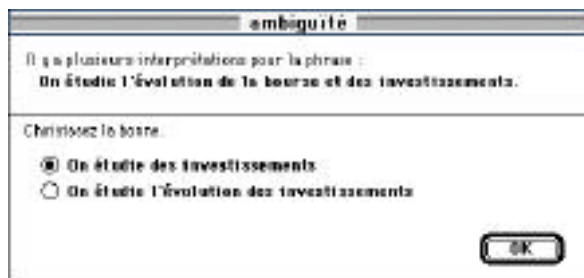 ambiguité
Il y a plusieurs interprétations pour la phrase :
On étudie l'évolution de la bourse et des investissements.
Choisissez la bonne.
On étudie des investissements
On étudie l'évolution des investissements
OK